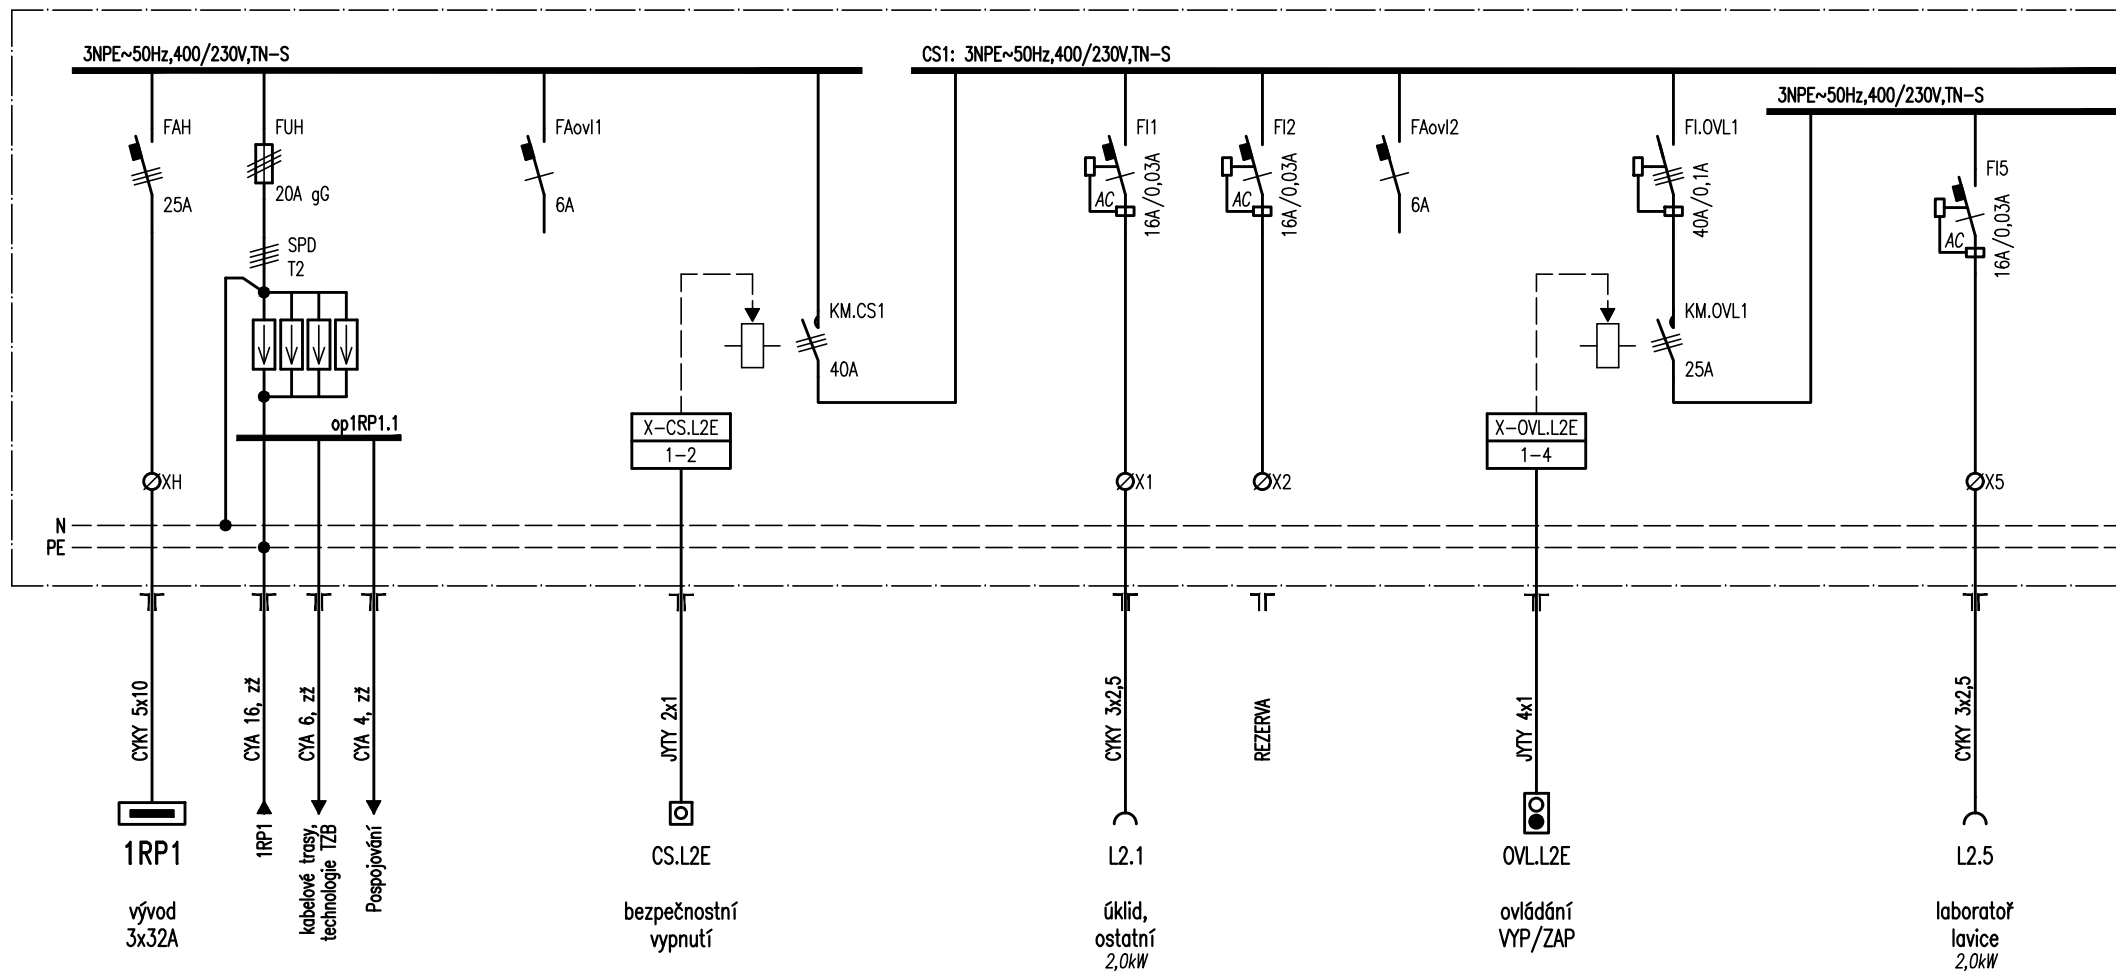 3NPE~50Hz,400/230V,TN-S
CS1: 3NPE~50Hz,400/230V,TN-S
3NPE~50Hz,400/230V,TN-S
FAH
25A
FUH
20A gG
SPD
T2
FAovl1
6A
KM.CS1
40A
FI1
AC
16A/0,03A
FI2
AC
16A/0,03A
FAovl2
6A
FI.OVL1
40A/0,1A
KM.OVL1
25A
FI5
AC
16A/0,03A
op1RP1.1
X-CS.L2E
1-2
X-OVL.L2E
1-4
XH
X1
X2
X5
N
PE
CYKY 5x10
CYA 16, zž
CYA 6, zž
CYA 4, zž
JYTY 2x1
CYKY 3x2,5
REZERVA
JYTY 4x1
CYKY 3x2,5
1RP1
vývod
3x32A
1RP1
kabelové trasy,
technologie TZB
Pospojování
CS.L2E
bezpečnostní
vypnutí
L2.1
úklid,
ostatní
2,0kW
OVL.L2E
ovládání
VYP/ZAP
L2.5
laboratoř
lavice
2,0kW